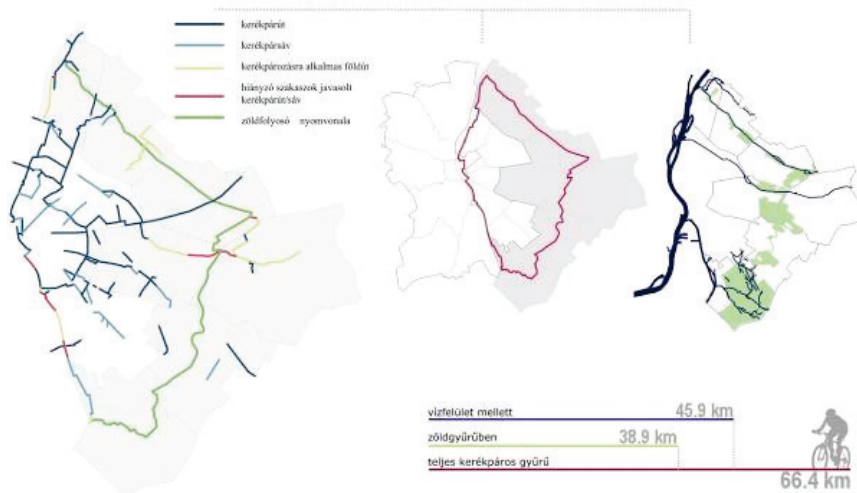 kerékpárút
kerékpársáv
kerékpározásra alkalmas földút
hiányzó szakaszok javasolt
kerékpárút/sáv
zöldfolyosó nyomvonala
vízfelület mellett 45.9 km
zöldgyűrűben 38.9 km
teljes kerékpáros gyűrű
66.4 km